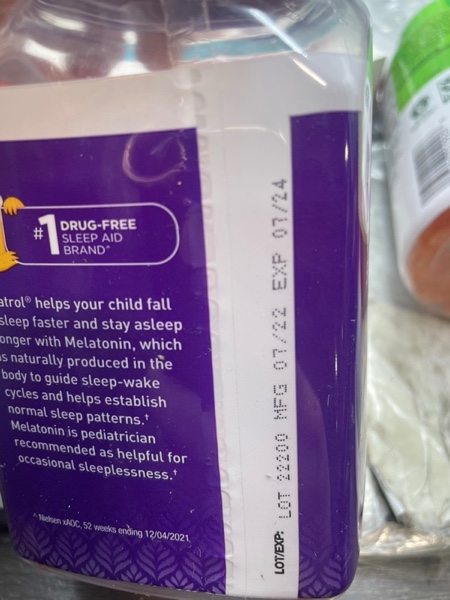 #1 DRUG-FREE
SLEEP AID
BRAND^
atrol® helps your child fall
sleep faster and stay asleep
onger with Melatonin, which
s naturally produced in the
body to guide sleep-wake
cycles and helps establish
normal sleep patterns.†
Melatonin is pediatrician
recommended as helpful for
occasional sleeplessness.†
^ Nielsen xAOC, 52 weeks ending 12/04/2021
LOT/EXP: LOT 22200 MFG 07/22 EXP 07/24